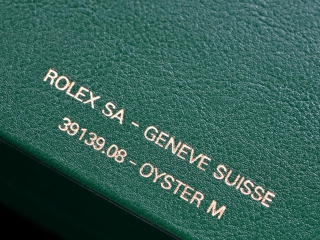 ROLEX SA - GENEVE SUISSE
39139.08 - OYSTER M